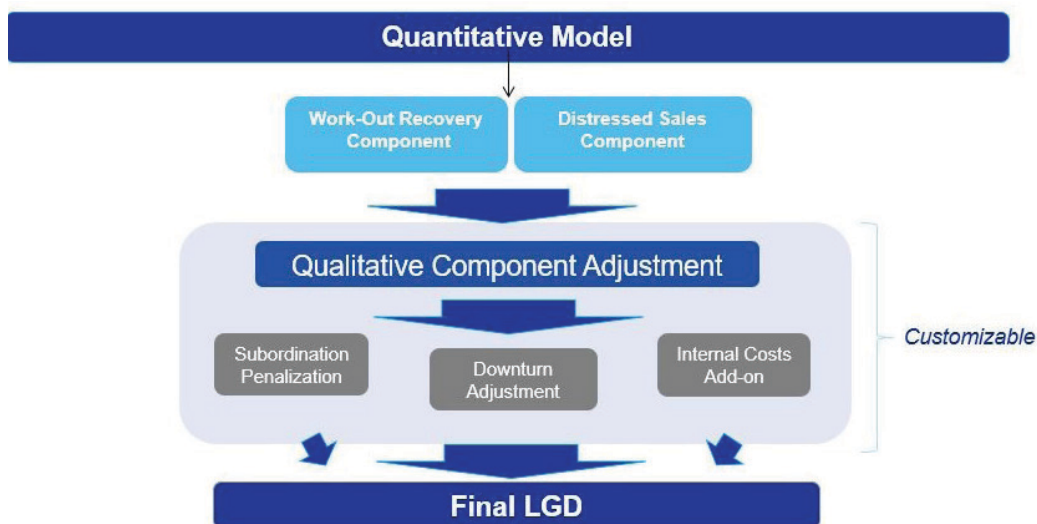 Quantitative Model
Work-Out Recovery
Component
Distressed Sales
Component
Qualitative Component Adjustment
Subordination
Penalization
Downturn
Adjustment
Internal Costs
Add-on
Customizable
Final LGD